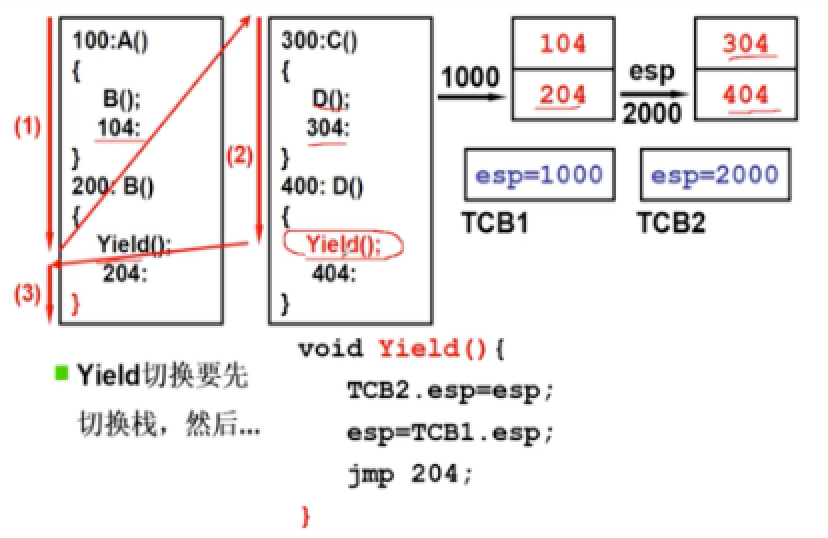 (1)
100:A()
{
B();
104:
}
200: B()
{
Yield();
204:
}
(3)
(2)
300:C()
{
D();
304:
}
400: D()
{
Yield();
404:
}
1000
104
204
esp
2000
304
404
esp=1000
TCB1
esp=2000
TCB2
Yield切换要先
切换栈，然后...
void Yield(){
TCB2.esp=esp;
esp=TCB1.esp;
jmp 204;
}